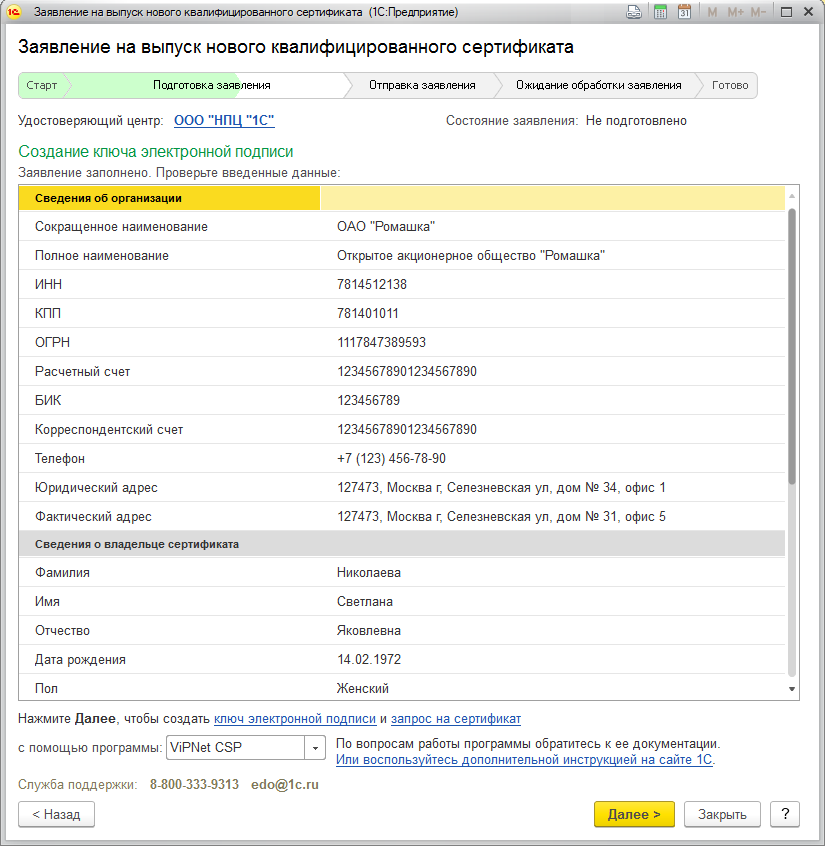 Заявление на выпуск нового квалифицированного сертификата (1С:Предприятие)
31 M M+ M-
Заявление на выпуск нового квалифицированного сертификата
Старт Подготовка заявления Отправка заявления Ожидание обработки заявления Готово
Удостоверяющий центр: ООО "НПЦ "1С" Состояние заявления: Не подготовлено
Создание ключа электронной подписи
Заявление заполнено. Проверьте введенные данные:
Сведения об организации
Сокращенное наименование ОАО "Ромашка"
Полное наименование Открытое акционерное общество "Ромашка"
ИНН 7814512138
КПП 781401011
ОГРН 1117847389593
Расчетный счет 12345678901234567890
БИК 123456789
Корреспондентский счет 12345678901234567890
Телефон +7 (123) 456-78-90
Юридический адрес 127473, Москва г, Селезневская ул, дом № 34, офис 1
Фактический адрес 127473, Москва г, Селезневская ул, дом № 31, офис 5
Сведения о владельце сертификата
Фамилия Николаева
Имя Светлана
Отчество Яковлевна
Дата рождения 14.02.1972
Пол Женский
Нажмите Далее, чтобы создать ключ электронной подписи и запрос на сертификат
с помощью программы: ViPNet CSP По вопросам работы программы обратитесь к ее документации.
Или воспользуйтесь дополнительной инструкцией на сайте 1С.
Служба поддержки: 8-800-333-9313 edo@1c.ru
< Назад Далее > Закрыть ?